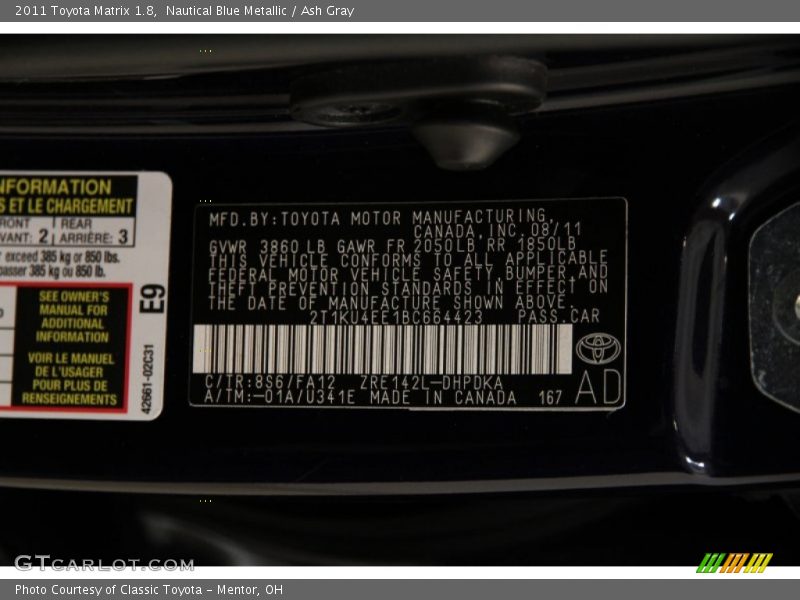 2011 Toyota Matrix 1.8, Nautical Blue Metallic / Ash Gray
NFORMATION
S ET LE CHARGEMENT
RONT | REAR
VANT: 2 | ARRIÈRE: 3
exceed 385 kg or 850 lbs.
passer 385 kg ou 850 lb.
SEE OWNER'S
MANUAL FOR
ADDITIONAL
INFORMATION
VOIR LE MANUEL
DE L'USAGER
POUR PLUS DE
RENSEIGNEMENTS
E9
42661-02C31
MFD.BY:TOYOTA MOTOR MANUFACTURING,
CANADA,INC.08/11
GVWR 3860 LB GAWR FR 2050LB RR 1850LB
THIS VEHICLE CONFORMS TO ALL APPLICABLE
FEDERAL MOTOR VEHICLE SAFETY,BUMPER,AND
THEFT PREVENTION STANDARDS IN EFFECT ON
THE DATE OF MANUFACTURE SHOWN ABOVE.
2T1KU4EE1BC664423 PASS.CAR
C/TR:8S6/FA12 ZRE142L-DHPDKA
A/TM:-01A/U341E MADE IN CANADA 167
AD
GTCARLOT.COM
Photo Courtesy of Classic Toyota - Mentor, OH